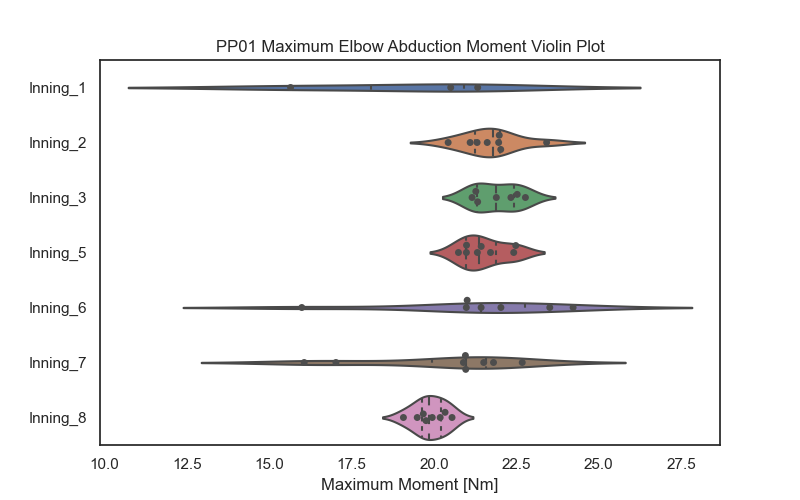 PP01 Maximum Elbow Abduction Moment Violin Plot
Inning_1
Inning_2
Inning_3
Inning_5
Inning_6
Inning_7
Inning_8
10.0 12.5 15.0 17.5 20.0 22.5 25.0 27.5
Maximum Moment [Nm]